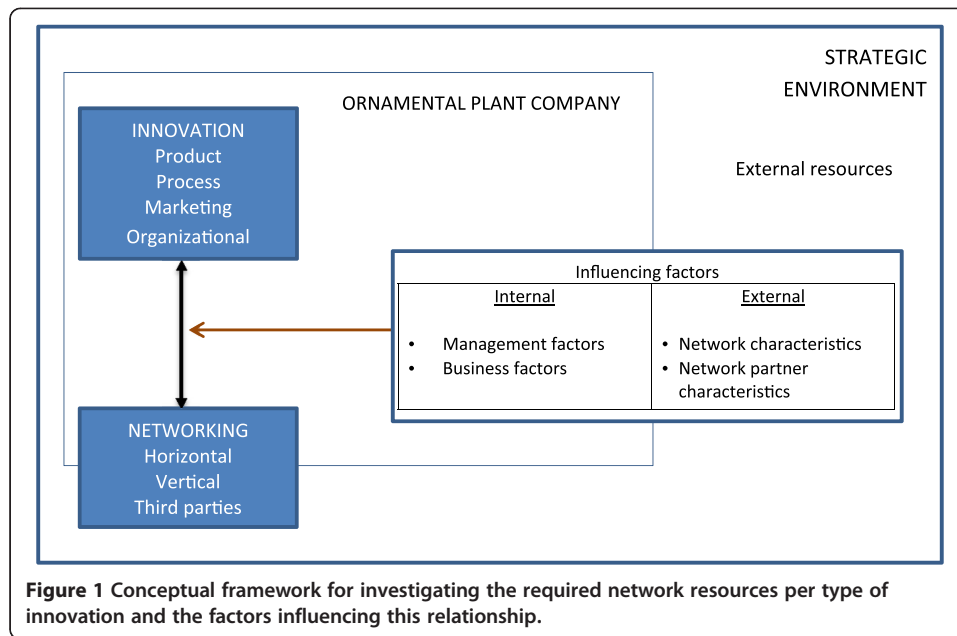 STRATEGIC
ENVIRONMENT
ORNAMENTAL PLANT COMPANY
External resources
INNOVATION
Product
Process
Marketing
Organizational
Influencing factors
Internal
• Management factors
• Business factors
External
• Network characteristics
• Network partner
characteristics
NETWORKING
Horizontal
Vertical
Third parties
Figure 1 Conceptual framework for investigating the required network resources per type of
innovation and the factors influencing this relationship.